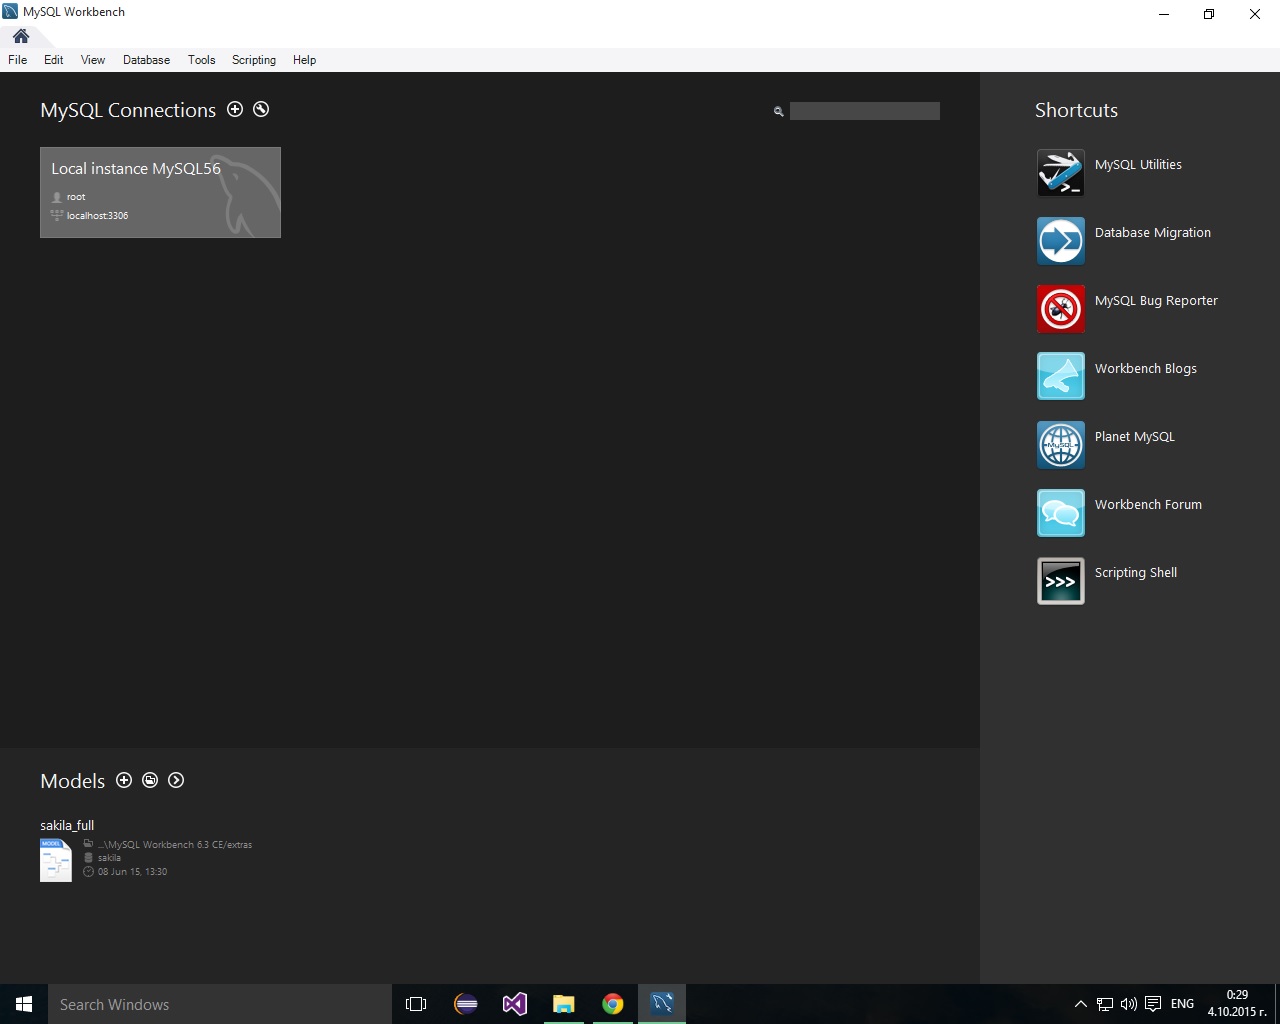 MySQL Workbench
File Edit View Database Tools Scripting Help
MySQL Connections
Local instance MySQL56
root
localhost:3306
Shortcuts
MySQL Utilities
Database Migration
MySQL Bug Reporter
Workbench Blogs
Planet MySQL
MySQL
Workbench Forum
Scripting Shell
>>>
Models
sakila_full
MODEL
...\MySQL Workbench 6.3 CE/extras
sakila
08 Jun 15, 13:30
Search Windows
ENG
0:29
4.10.2015 г.